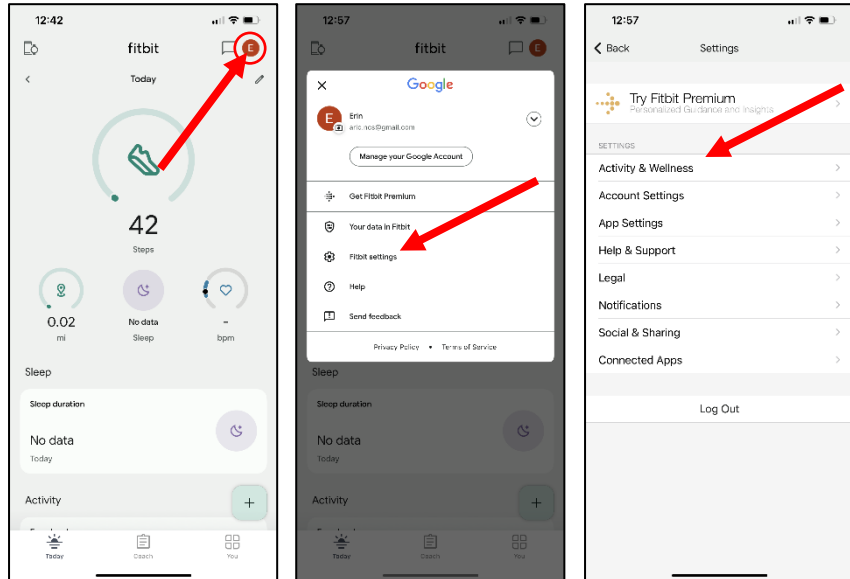 12:42
fitbit
E
Today
42
Steps
0.02
mi
No data
Sleep
-
bpm
Sleep
Sleep duration
No data
Today
Activity
+
Today
Coach
You
12:57
fitbit
E
Google
E
Erin
Manage your Google Account
Get Fitbit Premium
Your data in Fitbit
Fitbit settings
Help
Send feedback
Privacy Policy • Terms of Service
Sleep
Sleep duration
No data
Today
Activity
+
Today
Coach
You
12:57
Back
Settings
Try Fitbit Premium
Personalized Guidance and Insights
SETTINGS
Activity & Wellness
Account Settings
App Settings
Help & Support
Legal
Notifications
Social & Sharing
Connected Apps
Log Out